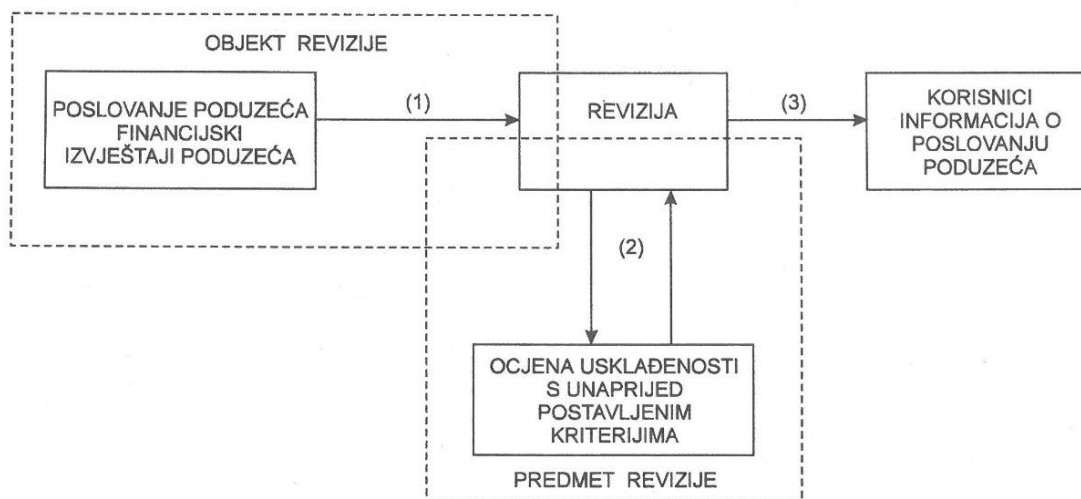 OBJEKT REVIZIJE
POSLOVANJE PODUZEĆA
FINANCIJSKI
IZVJEŠTAJI PODUZEĆA
(1)
REVIZIJA
(3)
KORISNICI
INFORMACIJA O
POSLOVANJU
PODUZEĆA
(2)
OCJENA USKLAĐENOSTI
S UNAPRIJED
POSTAVLJENIM
KRITERIJIMA
PREDMET REVIZIJE